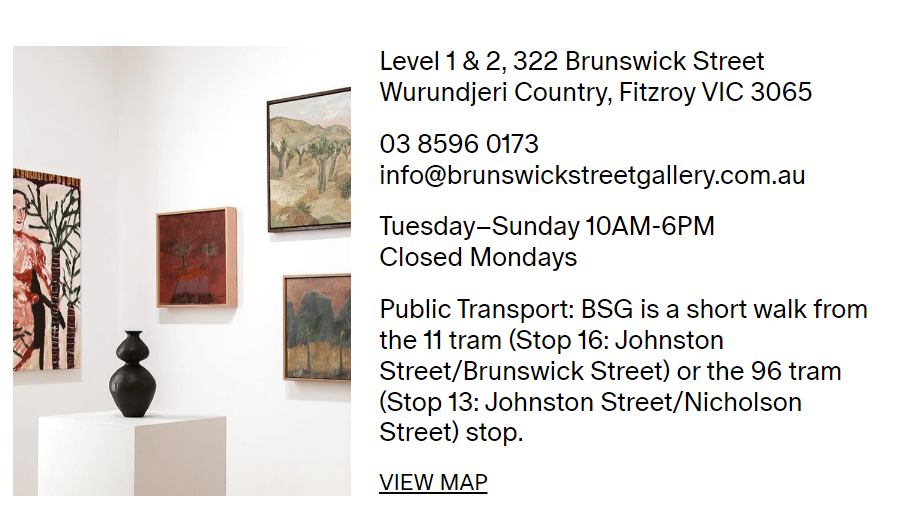 Level 1 & 2, 322 Brunswick Street
Wurundjeri Country, Fitzroy VIC 3065
03 8596 0173
info@brunswickstreetgallery.com.au
Tuesday–Sunday 10AM-6PM
Closed Mondays
Public Transport: BSG is a short walk from
the 11 tram (Stop 16: Johnston
Street/Brunswick Street) or the 96 tram
(Stop 13: Johnston Street/Nicholson
Street) stop.
VIEW MAP